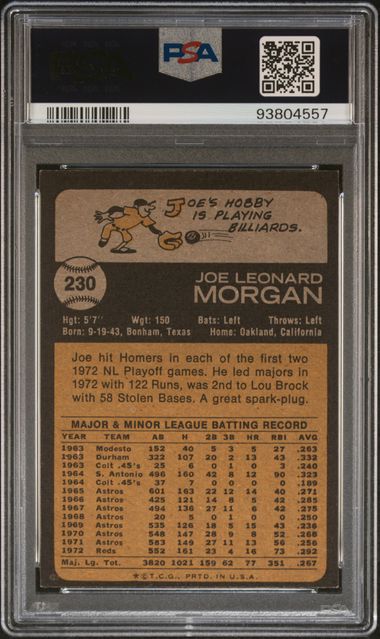 PSA
93804557
JOE'S HOBBY
IS PLAYING
BILLIARDS.
230
JOE LEONARD
MORGAN
Hgt: 5'7" Wgt: 150 Bats: Left Throws: Left
Born: 9-19-43, Bonham, Texas Home: Oakland, California
Joe hit Homers in each of the first two
1972 NL Playoff games. He led majors in
1972 with 122 Runs, was 2nd to Lou Brock
with 58 Stolen Bases. A great spark-plug.
MAJOR & MINOR LEAGUE BATTING RECORD
YEAR TEAM AB H 2B 3B HR RBI AVG
1963 Modesto 152 40 5 3 5 27 .263
1963 Durham 322 107 20 2 13 43 .332
1963 Colt .45's 25 6 0 1 0 3 .240
1964 S. Antonio 496 160 42 8 12 90 .323
1964 Colt .45's 37 7 0 0 0 0 .189
1965 Astros 601 163 22 12 14 40 .271
1966 Astros 425 121 14 8 5 42 .285
1967 Astros 494 136 27 11 6 42 .275
1968 Astros 20 5 0 1 0 0 .250
1969 Astros 535 126 18 5 15 43 .236
1970 Astros 548 147 28 9 8 52 .268
1971 Astros 583 149 27 11 13 56 .256
1972 Reds 552 161 23 4 16 73 .292
Maj. Lg. Tot. 3820 1021 159 62 77 351 .267
© T.C.G., PRTD. IN U.S.A.